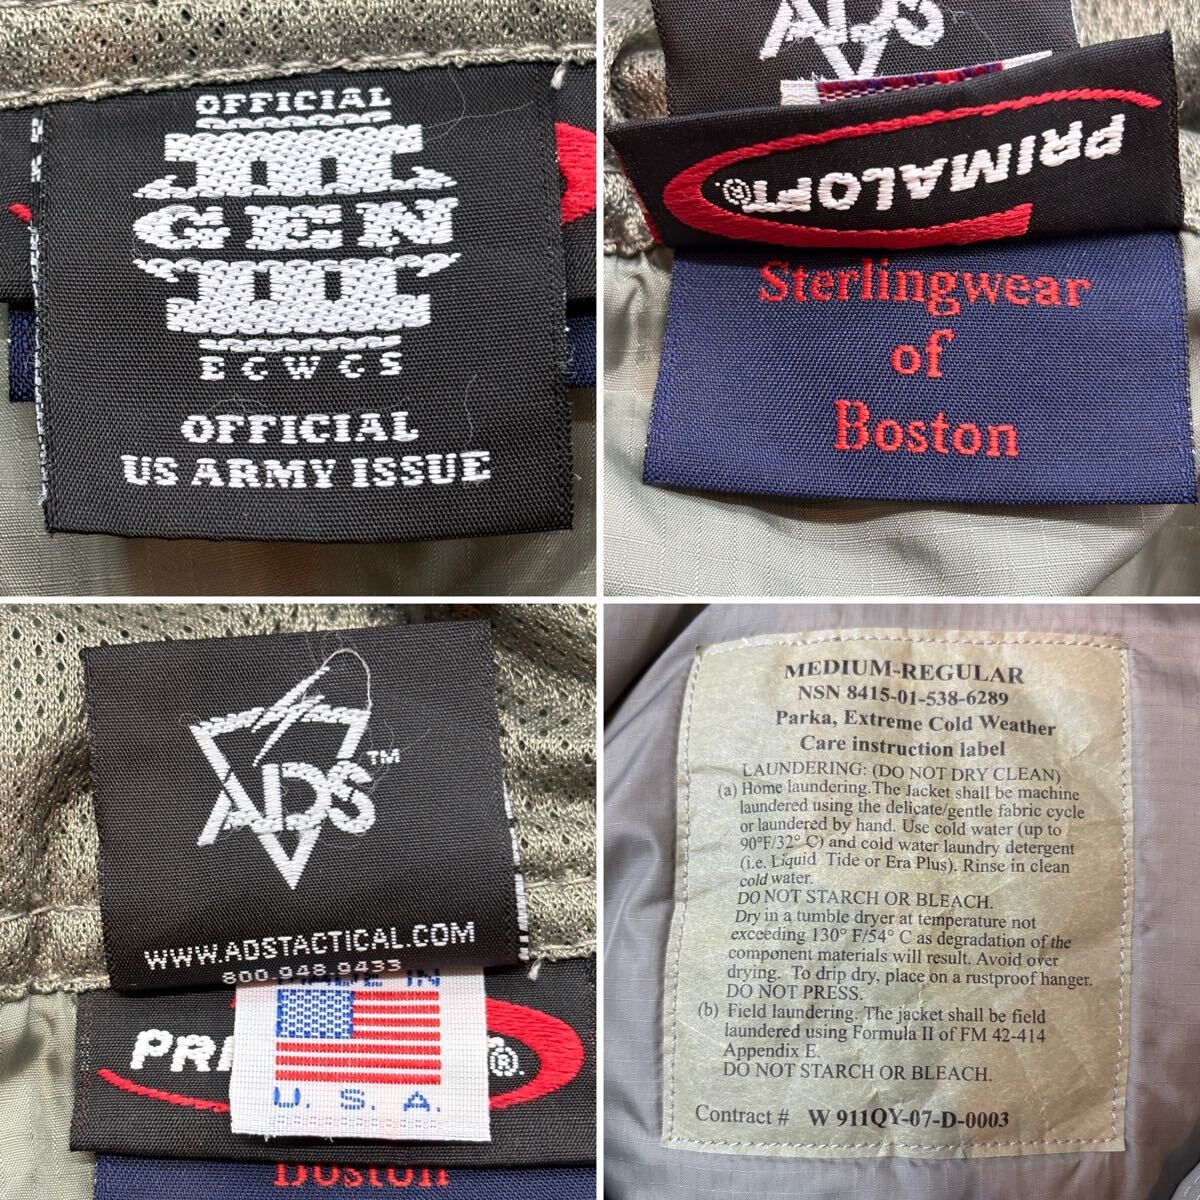 OFFICIAL
III
GEN
III
ECWCS
OFFICIAL
US ARMY ISSUE
ADS
PRIMALOFT®
Sterlingwear
of
Boston
ADS™
WWW.ADSTACTICAL.COM
800.948.9433
MADE IN
PRI
®
U.S.A.
Boston
MEDIUM-REGULAR
NSN 8415-01-538-6289
Parka, Extreme Cold Weather
Care instruction label
LAUNDERING: (DO NOT DRY CLEAN)
(a) Home laundering.The Jacket shall be machine
laundered using the delicate/gentle fabric cycle
or laundered by hand. Use cold water (up to
90°F/32° C) and cold water laundry detergent
(i.e. Liquid Tide or Era Plus). Rinse in clean
cold water.
DO NOT STARCH OR BLEACH.
Dry in a tumble dryer at temperature not
exceeding 130° F/54° C as degradation of the
component materials will result. Avoid over
drying. To drip dry, place on a rustproof hanger.
DO NOT PRESS.
(b) Field laundering. The jacket shall be field
laundered using Formula II of FM 42-414
Appendix E.
DO NOT STARCH OR BLEACH.
Contract # W 911QY-07-D-0003